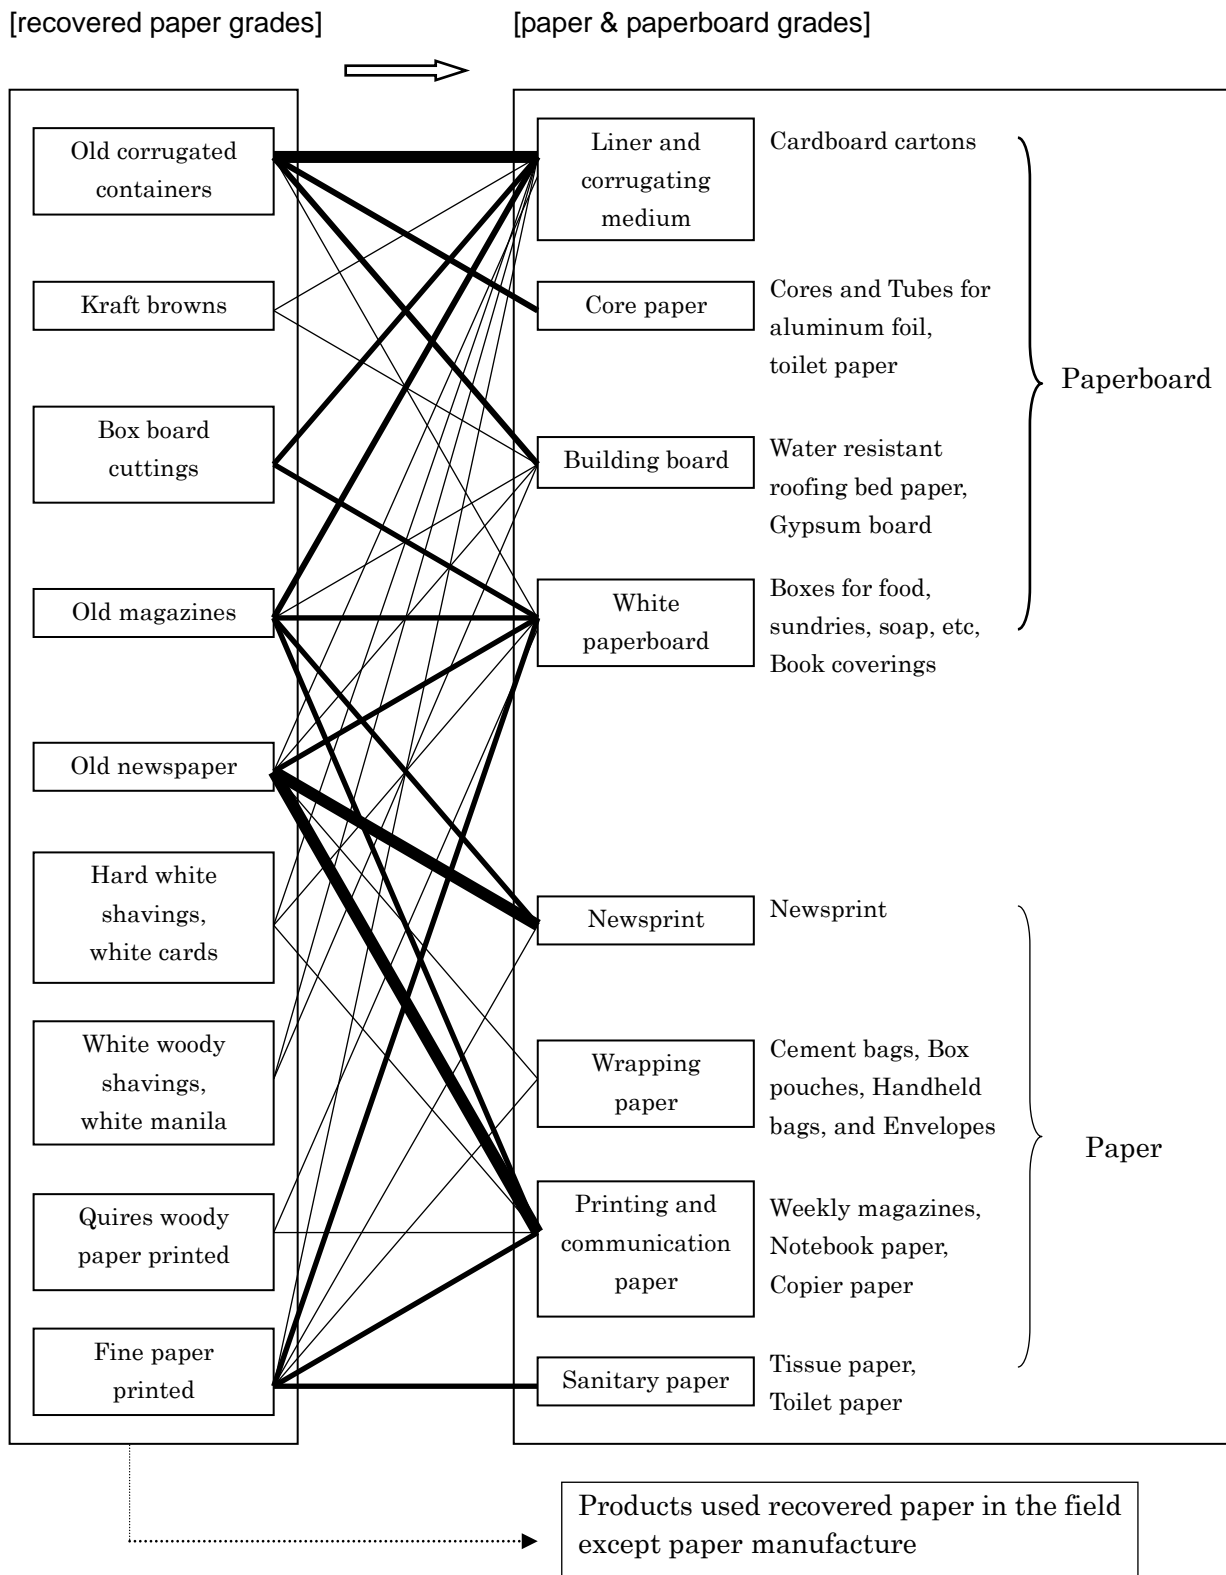 [recovered paper grades]
[paper & paperboard grades]
Old corrugated
containers
Kraft browns
Box board
cuttings
Old magazines
Old newspaper
Hard white
shavings,
white cards
White woody
shavings,
white manila
Quires woody
paper printed
Fine paper
printed
Liner and
corrugating
medium
Cardboard cartons
Core paper
Cores and Tubes for
aluminum foil,
toilet paper
Building board
Water resistant
roofing bed paper,
Gypsum board
White
paperboard
Boxes for food,
sundries, soap, etc,
Book coverings
Paperboard
Newsprint
Newsprint
Wrapping
paper
Cement bags, Box
pouches, Handheld
bags, and Envelopes
Printing and
communication
paper
Weekly magazines,
Notebook paper,
Copier paper
Sanitary paper
Tissue paper,
Toilet paper
Paper
Products used recovered paper in the field
except paper manufacture